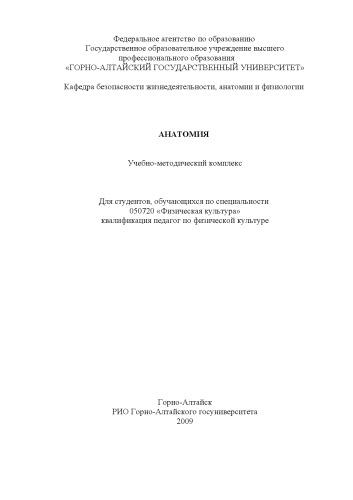 Федеральное агентство по образованию
Государственное образовательное учреждение высшего
профессионального образования
«ГОРНО-АЛТАЙСКИЙ ГОСУДАРСТВЕННЫЙ УНИВЕРСИТЕТ»
Кафедра безопасности жизнедеятельности, анатомии и физиологии
АНАТОМИЯ
Учебно-методический комплекс
Для студентов, обучающихся по специальности
050720 «Физическая культура»
квалификация педагог по физической культуре
Горно-Алтайск
РИО Горно-Алтайского госуниверситета
2009